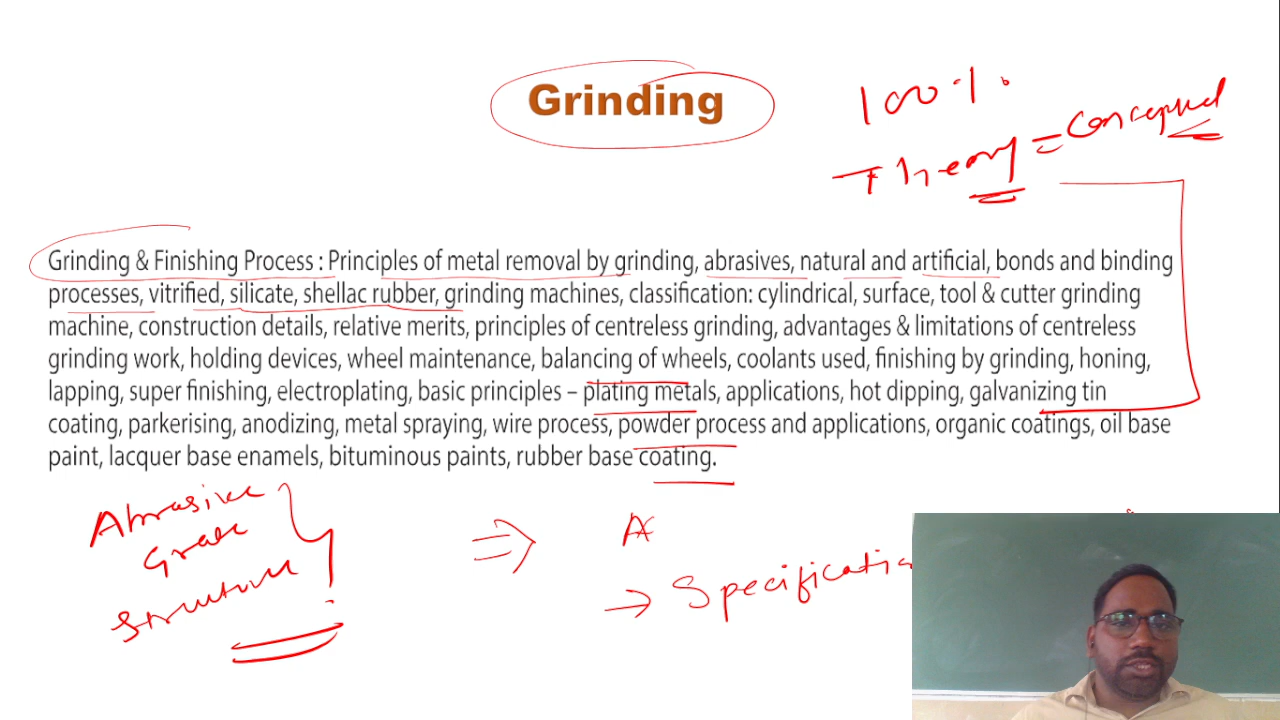 Grinding
100%
Theory = Conceptual
Grinding & Finishing Process : Principles of metal removal by grinding, abrasives, natural and artificial, bonds and binding
processes, vitrified, silicate, shellac rubber, grinding machines, classification: cylindrical, surface, tool & cutter grinding
machine, construction details, relative merits, principles of centreless grinding, advantages & limitations of centreless
grinding work, holding devices, wheel maintenance, balancing of wheels, coolants used, finishing by grinding, honing,
lapping, super finishing, electroplating, basic principles – plating metals, applications, hot dipping, galvanizing tin
coating, parkerising, anodizing, metal spraying, wire process, powder process and applications, organic coatings, oil base
paint, lacquer base enamels, bituminous paints, rubber base coating.
Abrasive
Grade
Structure
⇒ A
→ Specificatio